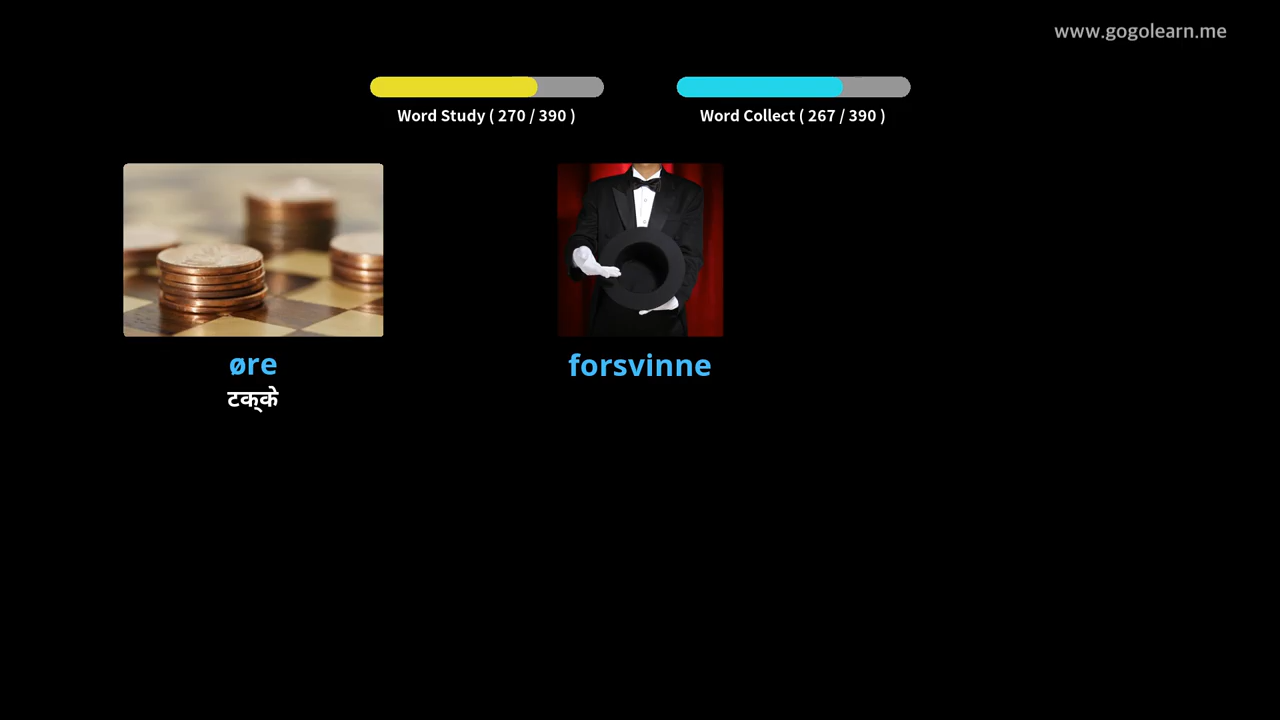 www.gogolearn.me
Word Study ( 270 / 390 )
Word Collect ( 267 / 390 )
øre
forsvinne
टक्‌के